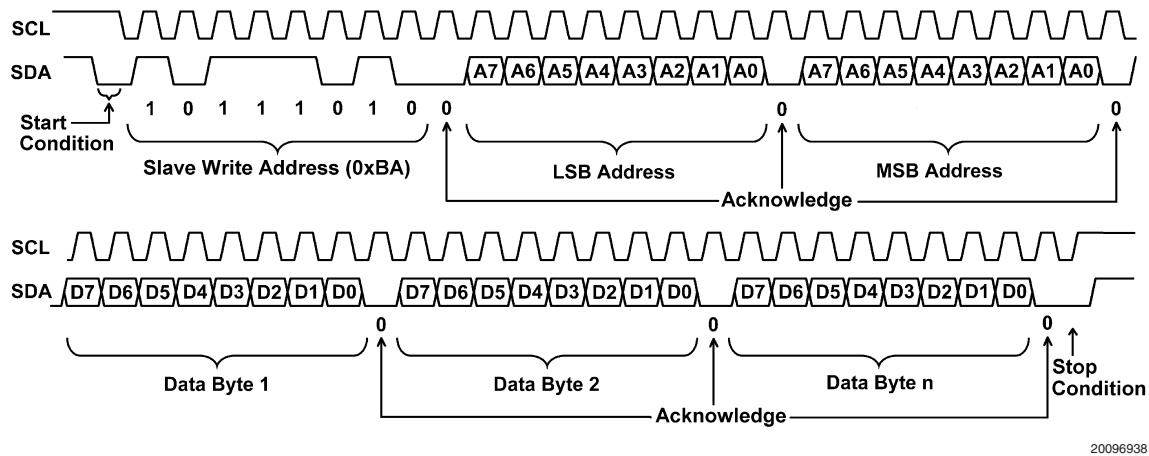 SCL
SDA A7 A6 A5 A4 A3 A2 A1 A0 A7 A6 A5 A4 A3 A2 A1 A0
1 0 1 1 1 0 1 0 0 0 0
Start
Condition
Slave Write Address (0xBA)
LSB Address
MSB Address
Acknowledge
SCL
SDA D7 D6 D5 D4 D3 D2 D1 D0 D7 D6 D5 D4 D3 D2 D1 D0 D7 D6 D5 D4 D3 D2 D1 D0
0 0 0
Data Byte 1
Data Byte 2
Data Byte n
Stop
Condition
Acknowledge
20096938